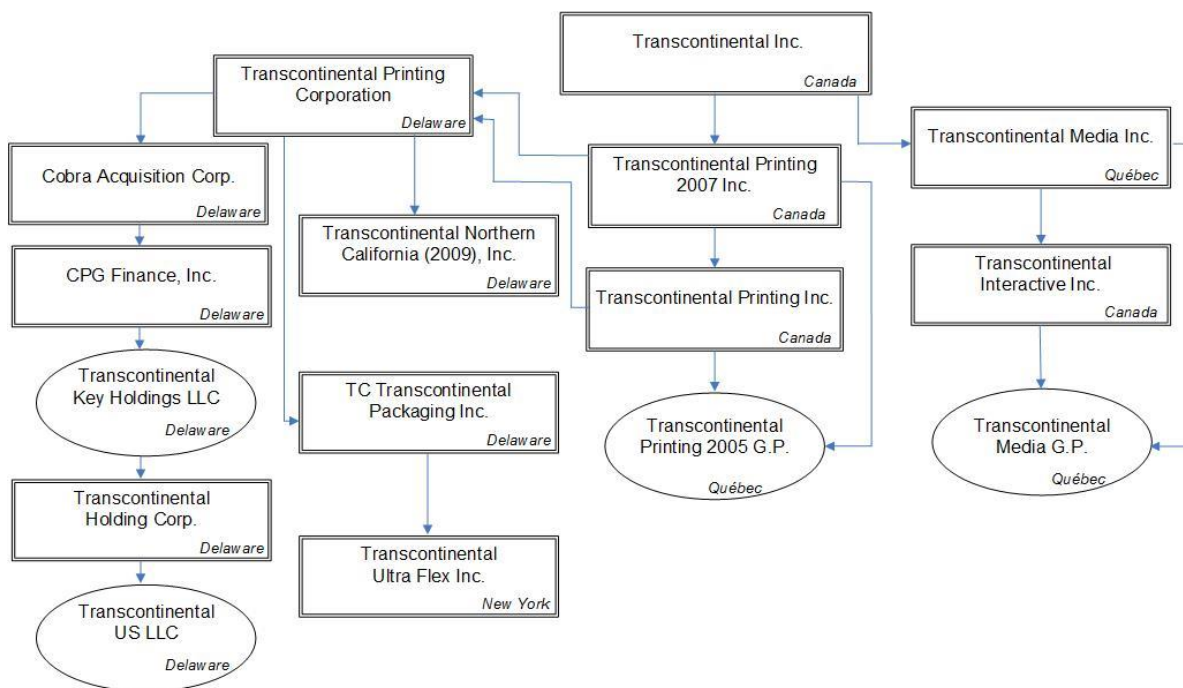 Transcontinental Inc.
Canada
Transcontinental Printing
Corporation
Delaware
Transcontinental Media Inc.
Québec
Cobra Acquisition Corp.
Delaware
Transcontinental Printing
2007 Inc.
Canada
Transcontinental Northern
California (2009), Inc.
Delaware
CPG Finance, Inc.
Delaware
Transcontinental Printing Inc.
Canada
Transcontinental
Interactive Inc.
Canada
Transcontinental
Key Holdings LLC
Delaware
TC Transcontinental
Packaging Inc.
Delaware
Transcontinental
Printing 2005 G.P.
Québec
Transcontinental
Media G.P.
Québec
Transcontinental
Holding Corp.
Delaware
Transcontinental
Ultra Flex Inc.
New York
Transcontinental
US LLC
Delaware